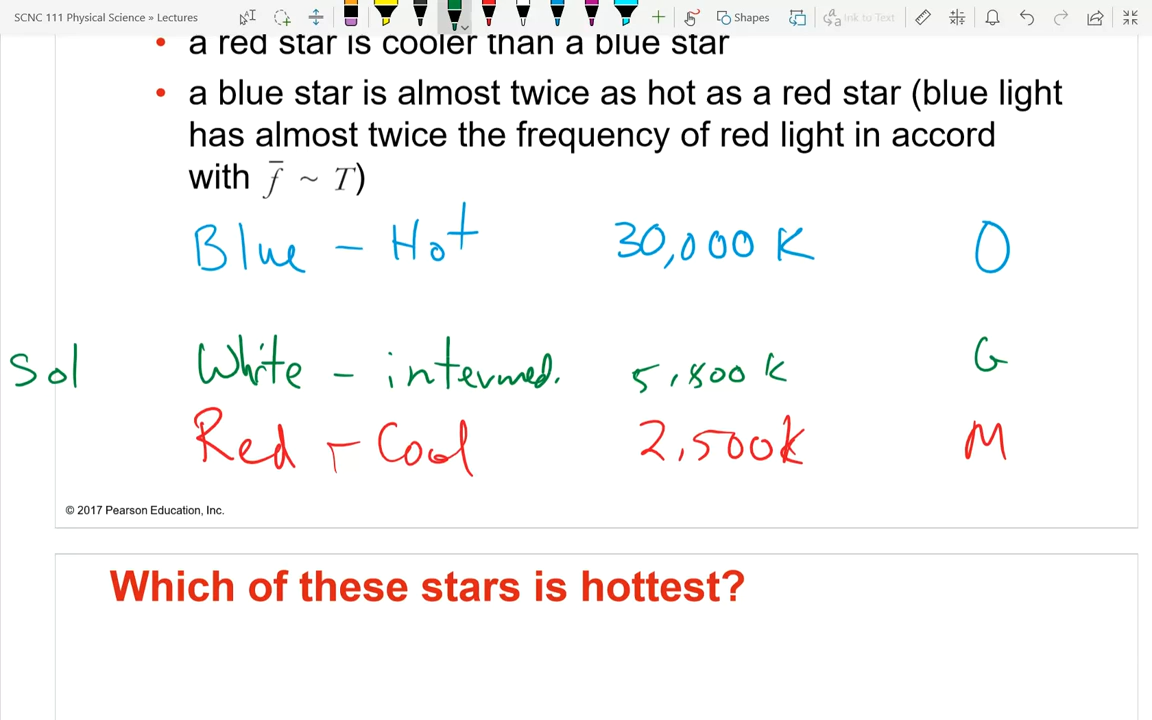 SCNC 111 Physical Science » Lectures
Shapes
Ink to Text
• a red star is cooler than a blue star
• a blue star is almost twice as hot as a red star (blue light
has almost twice the frequency of red light in accord
with f̅ ~ T)
Blue – Hot 30,000 K O
Sol White – intermed. 5,800 K G
Red – Cool 2,500K M
© 2017 Pearson Education, Inc.
Which of these stars is hottest?